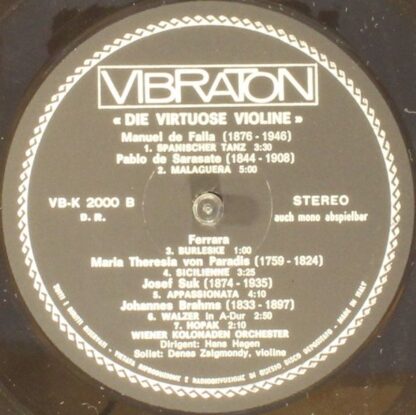 VIBRATON
« DIE VIRTUOSE VIOLINE »
Manuel de Falla (1876 - 1946)
1. SPANISCHER TANZ 3:30
Pablo de Sarasate (1844 - 1908)
2. MALAGUERA 5:00
VB-K 2000 B
D. R.
STEREO
auch mono abspielbar
Ferrara
3. BURLESKE 1:00
Maria Theresia von Paradis (1759 - 1824)
4. SICILIENNE 3:25
Josef Suk (1874 - 1935)
5. APPASSIONATA 4:10
Johannes Brahms (1833 - 1897)
6. WALZER in A-Dur 2:50
7. HOPAK 2:10
WIENER KOLONADEN ORCHESTER
Dirigent: Hans Hagen
Solist: Denes Zsigmondy, violine
MADE IN ITALY